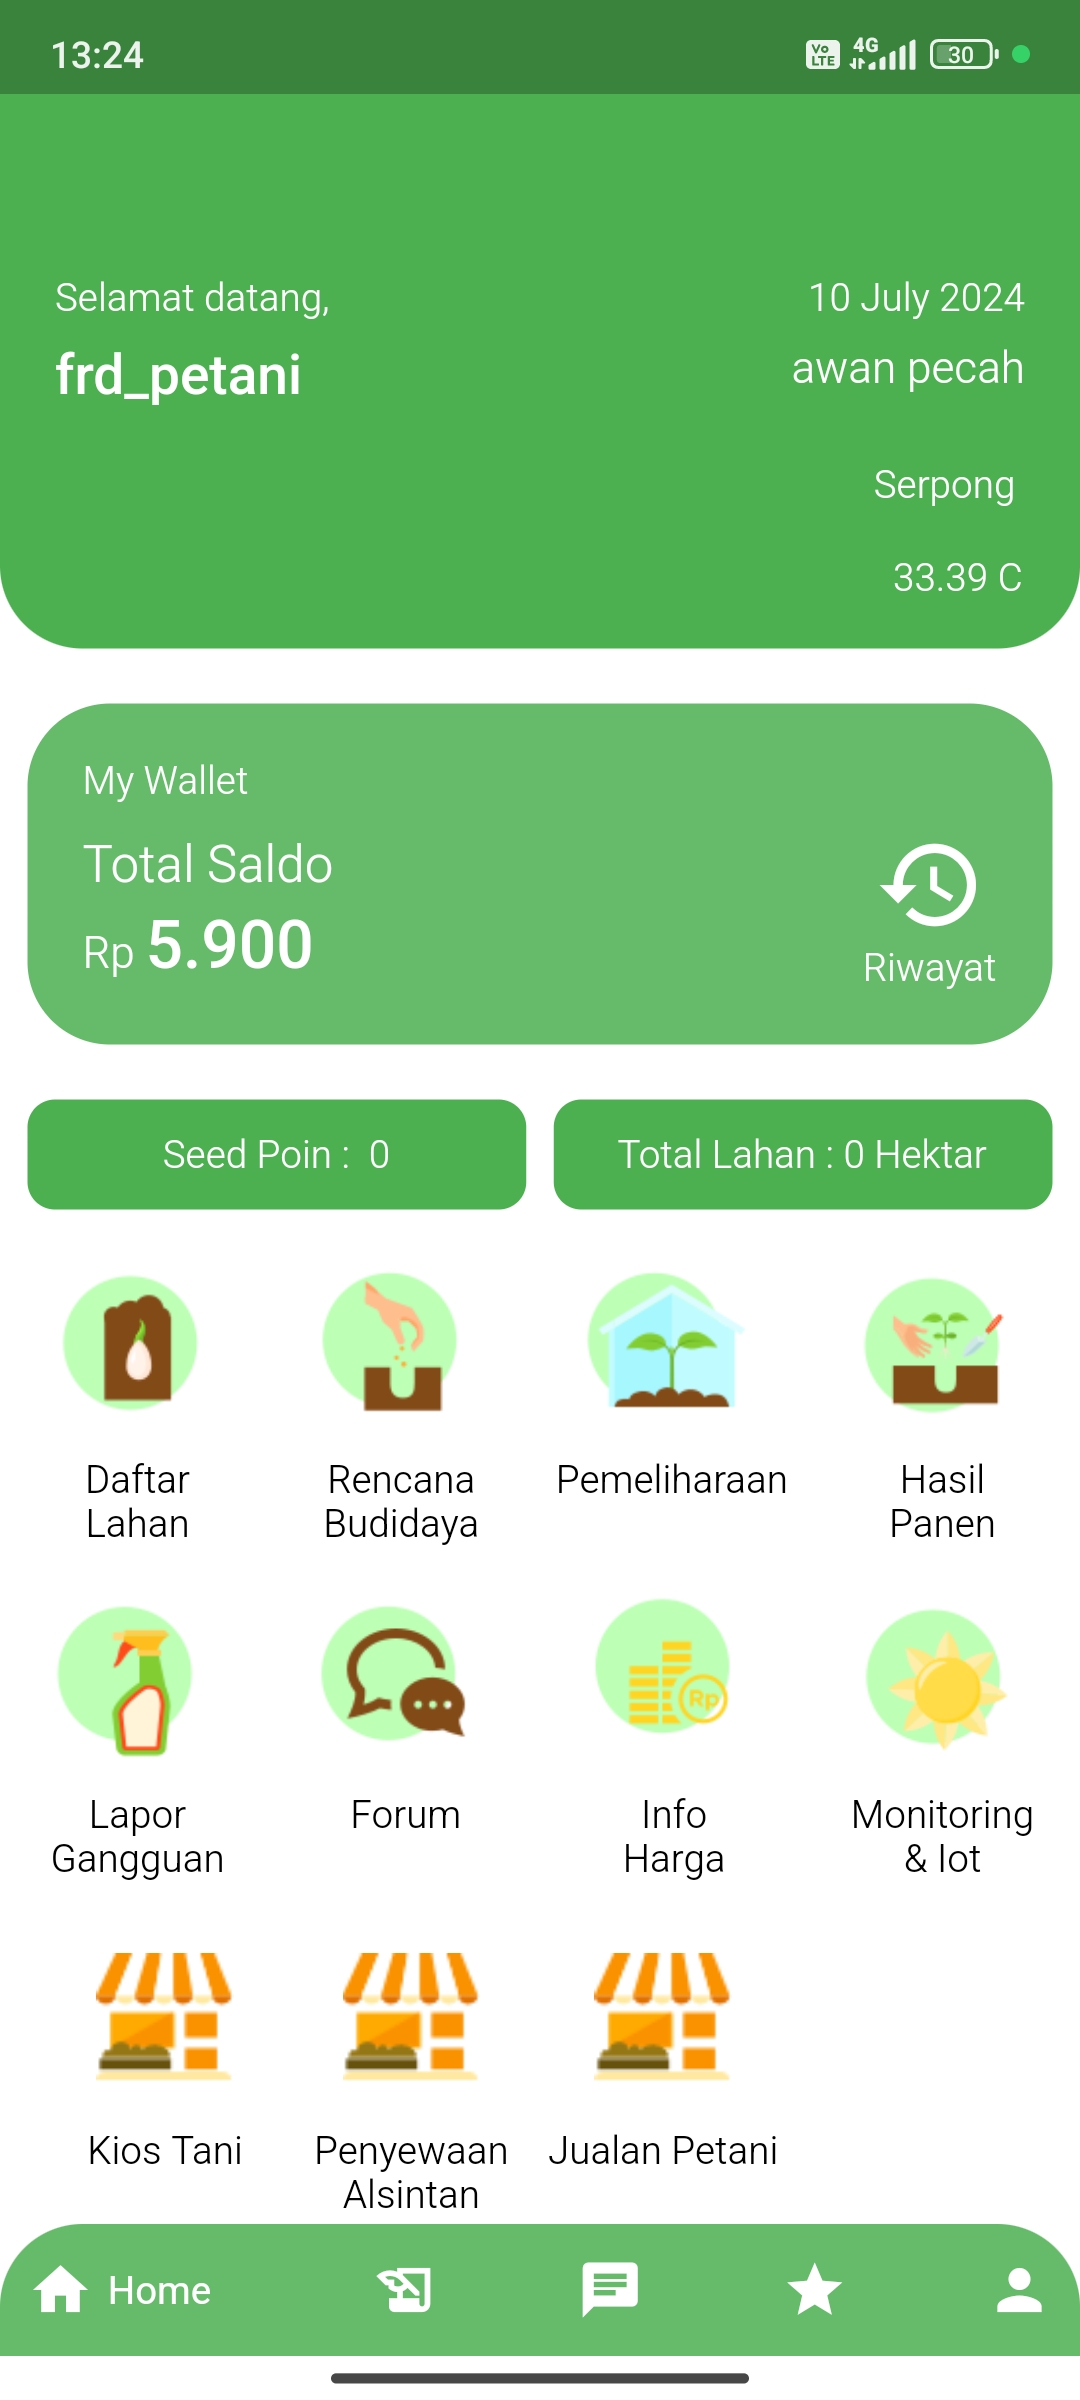 13:24
Vo LTE
4G
30
Selamat datang,
10 July 2024
frd_petani
awan pecah
Serpong
33.39 C
My Wallet
Total Saldo
Rp 5.900
Riwayat
Seed Poin :  0
Total Lahan : 0 Hektar
Daftar
Lahan
Rencana
Budidaya
Pemeliharaan
Hasil
Panen
Rp
Lapor
Gangguan
Forum
Info
Harga
Monitoring
& Iot
Kios Tani
Penyewaan
Alsintan
Jualan Petani
Home